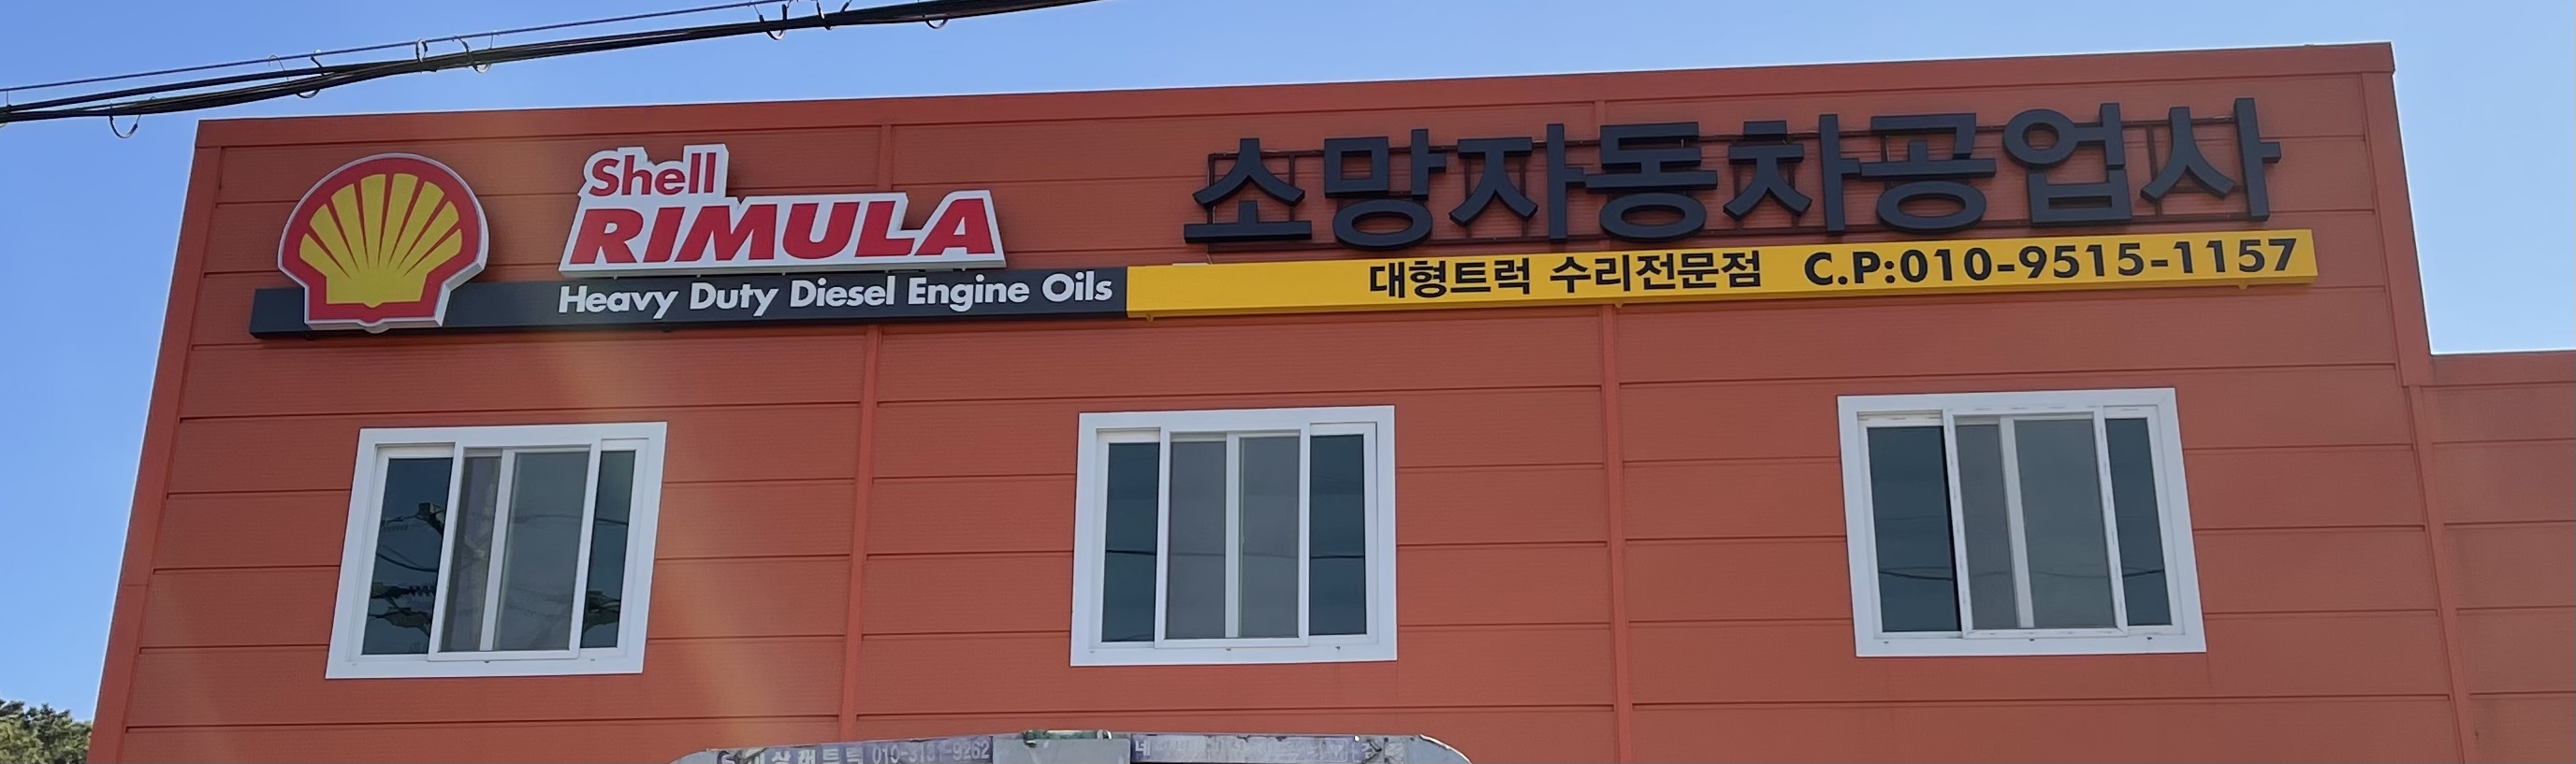 Shell
RIMULA
Heavy Duty Diesel Engine Oils
소망자동차공업사
대형트럭 수리전문점 C.P:010-9515-1157